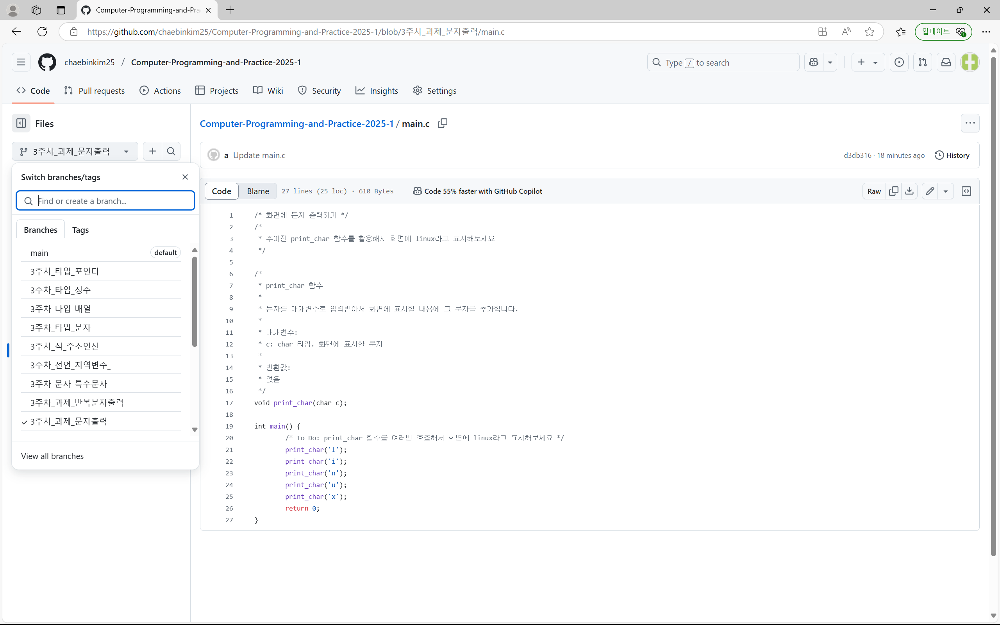 Computer-Programming-and-Pra
https://github.com/chaebinkim25/Computer-Programming-and-Practice-2025-1/blob/3주차_과제_문자출력/main.c
업데이트
chaebinkim25 / Computer-Programming-and-Practice-2025-1
Type / to search
Code Pull requests Actions Projects Wiki Security Insights Settings
Files
3주차_과제_문자출력
Switch branches/tags
Find or create a branch...
Branches Tags
main default
3주차_타입_포인터
3주차_타입_정수
3주차_타입_배열
3주차_타입_문자
3주차_식_주소연산
3주차_선언_지역변수_
3주차_문자_특수문자
3주차_과제_반복문자출력
3주차_과제_문자출력
View all branches
Computer-Programming-and-Practice-2025-1 / main.c
a Update main.c
d3db316 · 18 minutes ago History
Code Blame 27 lines (25 loc) · 610 Bytes Code 55% faster with GitHub Copilot Raw
1 /* 화면에 문자 출력하기 */
2 /*
3 * 주어진 print_char 함수를 활용해서 화면에 linux라고 표시해보세요
4 */
5
6 /*
7 * print_char 함수
8 *
9 * 문자를 매개변수로 입력받아서 화면에 표시할 내용에 그 문자를 추가합니다.
10 *
11 * 매개변수:
12 * c: char 타입. 화면에 표시할 문자
13 *
14 * 반환값:
15 * 없음
16 */
17 void print_char(char c);
18
19 int main() {
20 /* To Do: print_char 함수를 여러번 호출해서 화면에 linux라고 표시해보세요 */
21 print_char('l');
22 print_char('i');
23 print_char('n');
24 print_char('u');
25 print_char('x');
26 return 0;
27 }